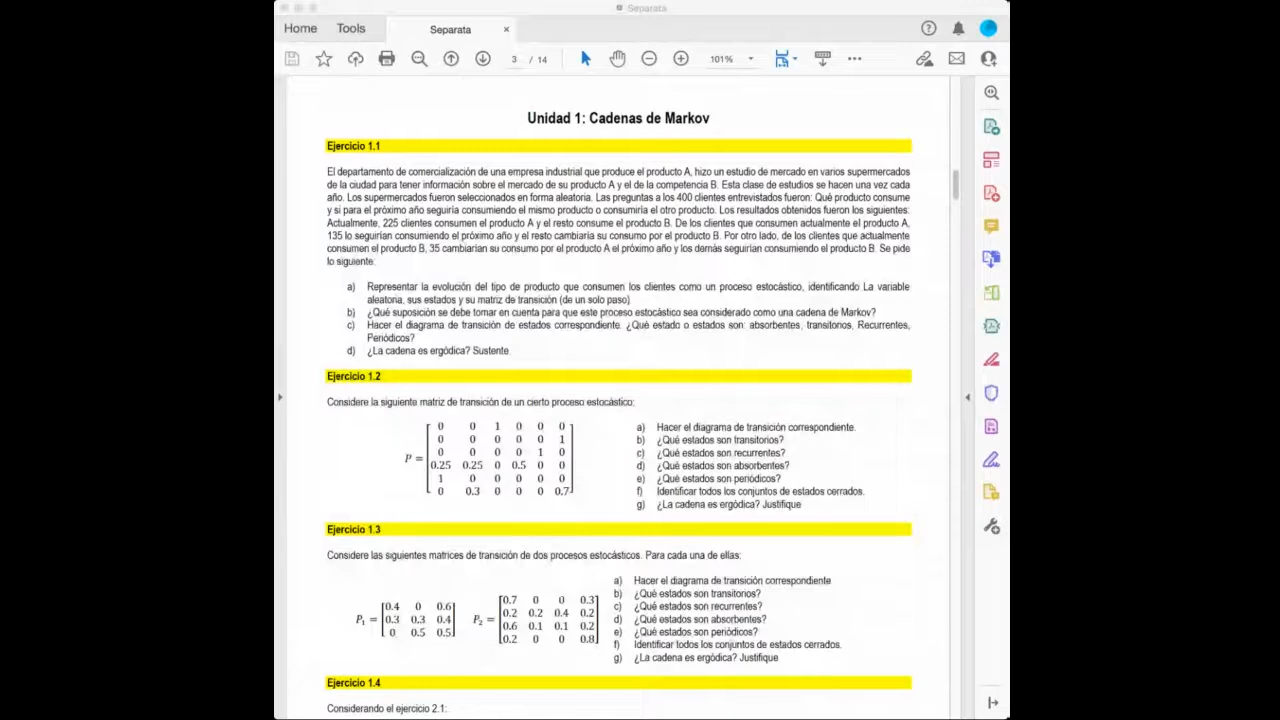 Separata
Home Tools Separata ×
3 / 14 101%
Unidad 1: Cadenas de Markov
Ejercicio 1.1
El departamento de comercialización de una empresa industrial que produce el producto A, hizo un estudio de mercado en varios supermercados
de la ciudad para tener información sobre el mercado de su producto A y el de la competencia B. Esta clase de estudios se hacen una vez cada
año. Los supermercados fueron seleccionados en forma aleatoria. Las preguntas a los 400 clientes entrevistados fueron: Qué producto consume
y si para el próximo año seguiría consumiendo el mismo producto o consumiría el otro producto. Los resultados obtenidos fueron los siguientes:
Actualmente, 225 clientes consumen el producto A y el resto consume el producto B. De los clientes que consumen actualmente el producto A,
135 lo seguirían consumiendo el próximo año y el resto cambiaría su consumo por el producto B. Por otro lado, de los clientes que actualmente
consumen el producto B, 35 cambiarían su consumo por el producto A el próximo año y los demás seguirían consumiendo el producto B. Se pide
lo siguiente:
a) Representar la evolución del tipo de producto que consumen los clientes como un proceso estocástico, identificando La variable
aleatoria, sus estados y su matriz de transición (de un solo paso)
b) ¿Qué suposición se debe tomar en cuenta para que este proceso estocástico sea considerado como una cadena de Markov?
c) Hacer el diagrama de transición de estados correspondiente. ¿Qué estado o estados son: absorbentes, transitorios, Recurrentes,
Periódicos?
d) ¿La cadena es ergódica? Sustente.
Ejercicio 1.2
Considere la siguiente matriz de transición de un cierto proceso estocástico:
P =
0 0 1 0 0 0
0 0 0 0 0 1
0 0 0 0 1 0
0.25 0.25 0 0.5 0 0
1 0 0 0 0 0
0 0.3 0 0 0 0.7
a) Hacer el diagrama de transición correspondiente.
b) ¿Qué estados son transitorios?
c) ¿Qué estados son recurrentes?
d) ¿Qué estados son absorbentes?
e) ¿Qué estados son periódicos?
f) Identificar todos los conjuntos de estados cerrados.
g) ¿La cadena es ergódica? Justifique
Ejercicio 1.3
Considere las siguientes matrices de transición de dos procesos estocásticos. Para cada una de ellas:
P₁ =
0.4 0 0.6
0.3 0.3 0.4
0 0.5 0.5
P₂ =
0.7 0 0 0.3
0.2 0.2 0.4 0.2
0.6 0.1 0.1 0.2
0.2 0 0 0.8
a) Hacer el diagrama de transición correspondiente
b) ¿Qué estados son transitorios?
c) ¿Qué estados son recurrentes?
d) ¿Qué estados son absorbentes?
e) ¿Qué estados son periódicos?
f) Identificar todos los conjuntos de estados cerrados.
g) ¿La cadena es ergódica? Justifique
Ejercicio 1.4
Considerando el ejercicio 2.1: